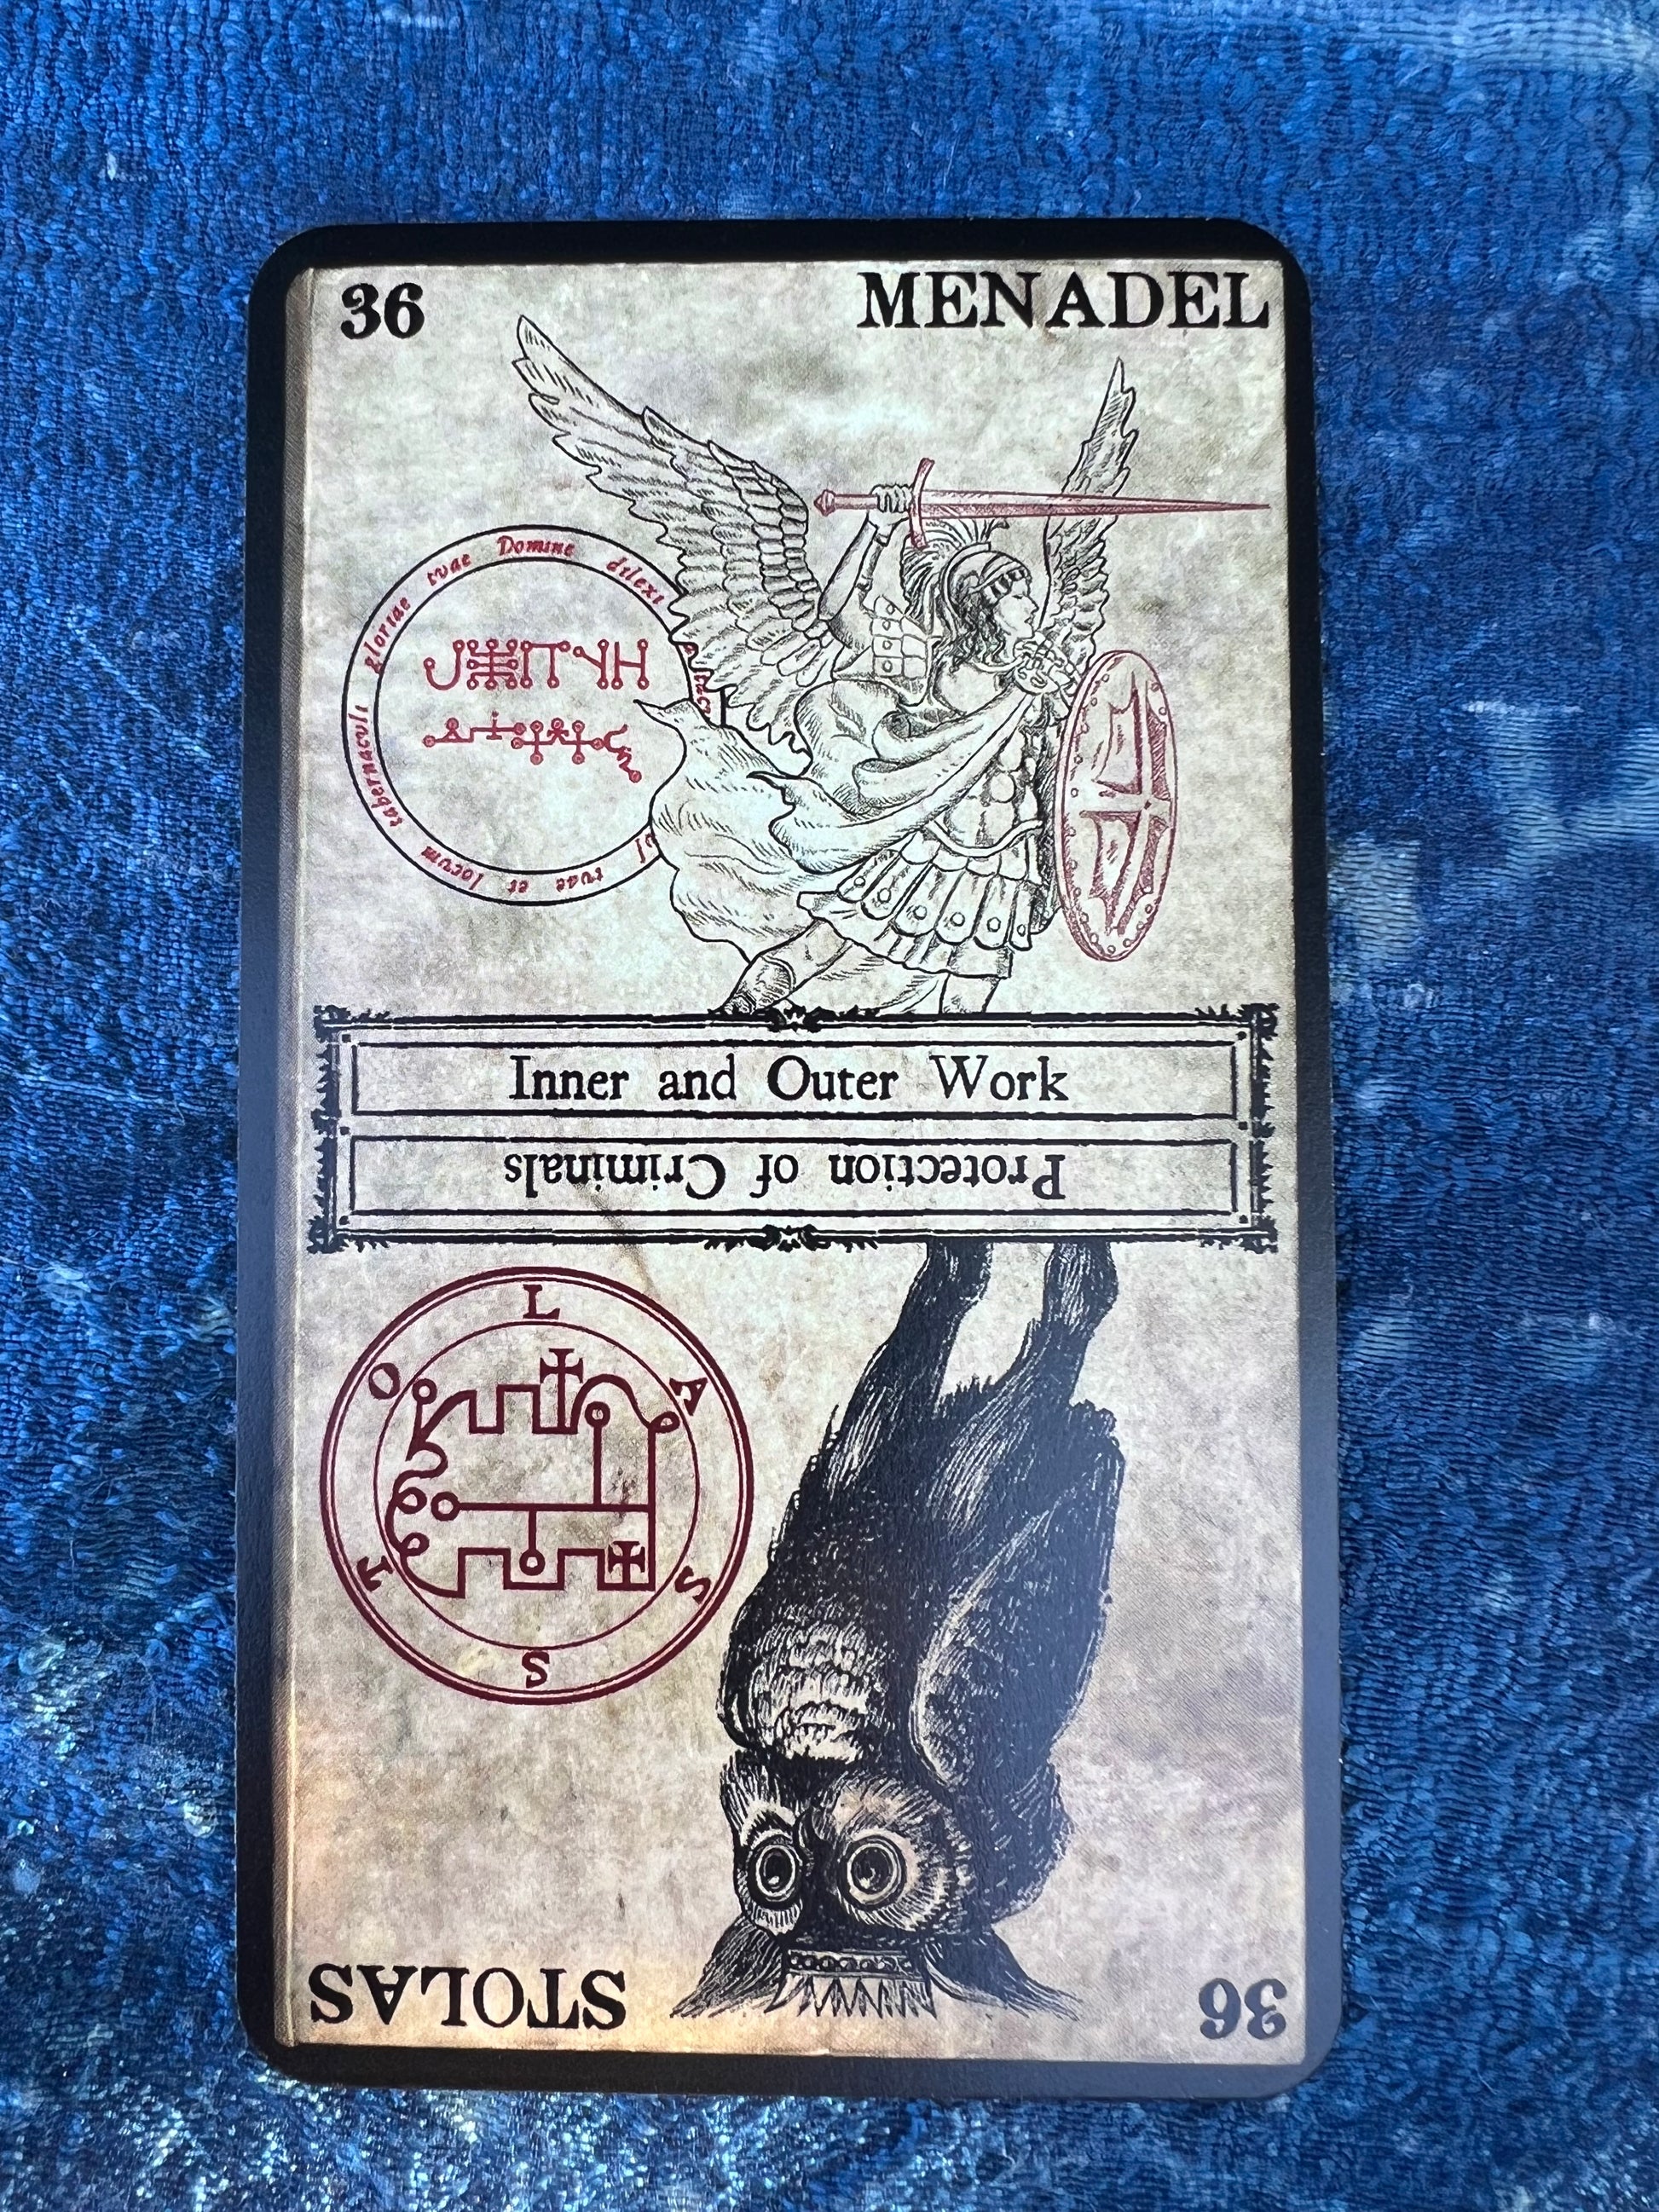 36
MENADEL
Domine dilexi
tuae et locum tabernaculi gloriae tuae
Inner and Outer Work
Protection of Criminals
STOLASS
STOLAS
36